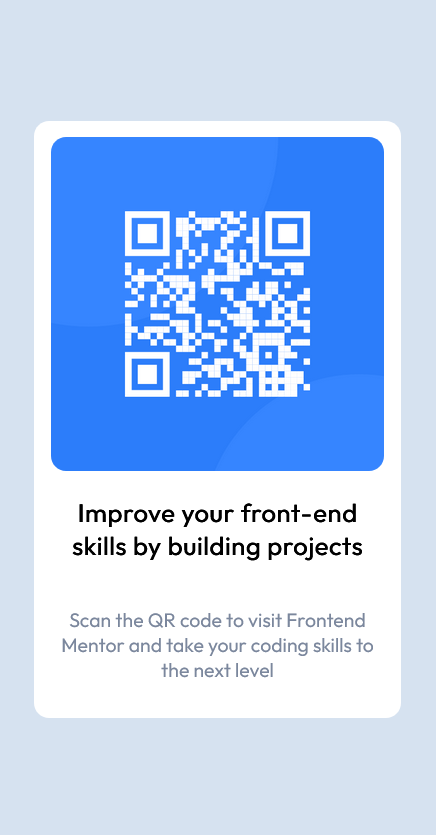 Improve your front-end
skills by building projects
Scan the QR code to visit Frontend
Mentor and take your coding skills to
the next level